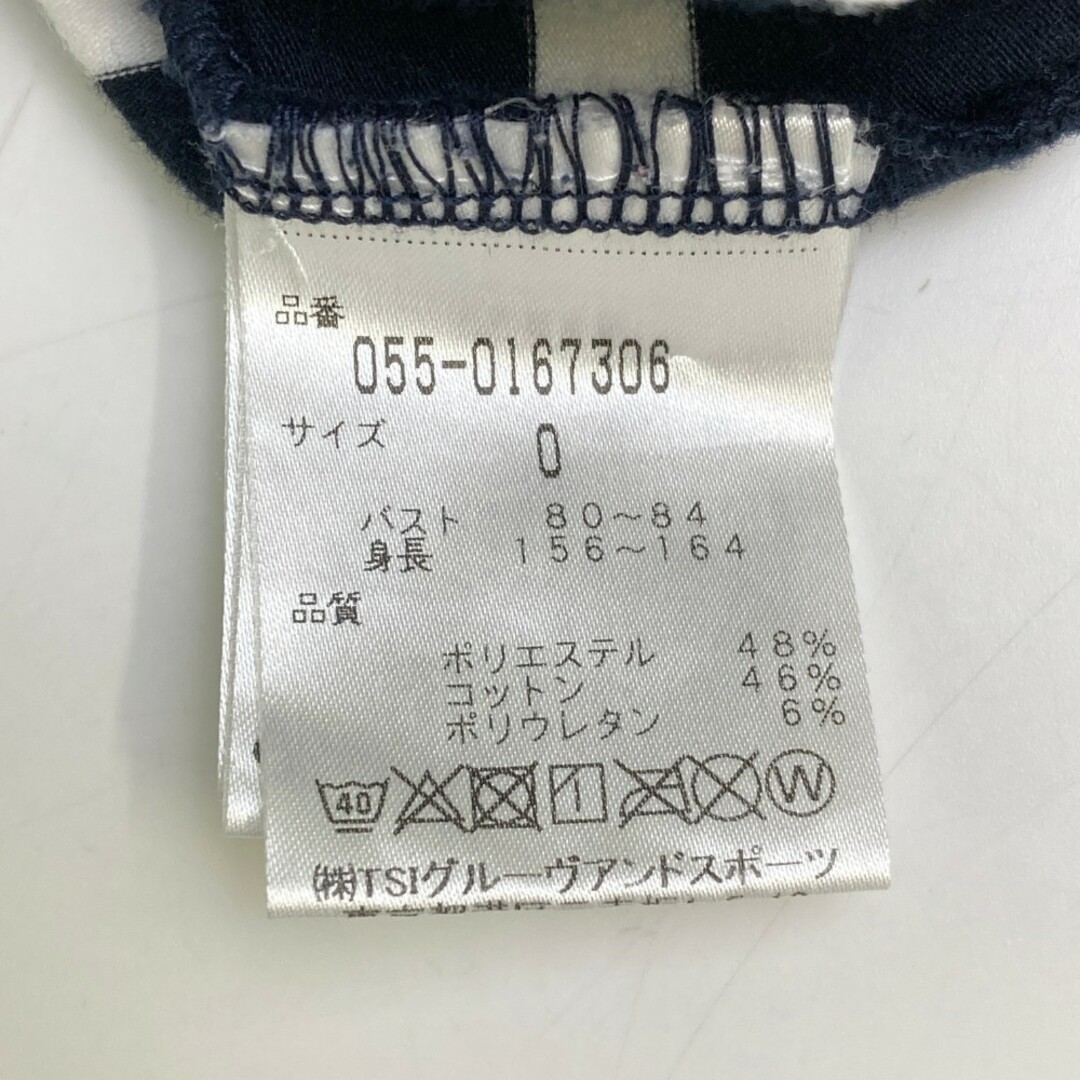 品番
055-0167306
サイズ 0
バスト 80～84
身長 156～164
品質
ポリエステル 48%
コットン 46%
ポリウレタン 6%
40 W
(株)TSIグルーヴアンドスポーツ